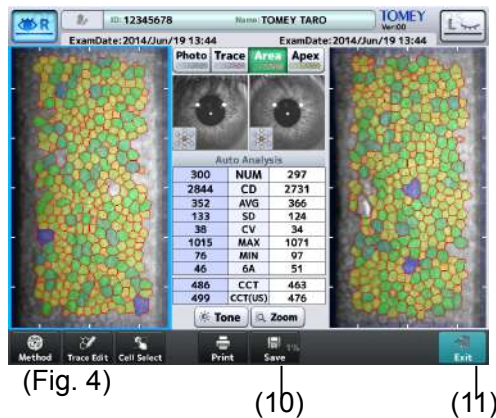 R ID: 12345678 Name: TOMEY TARO TOMEY L
Ver:00
ExamDate:2014/Jun/19 13:44 ExamDate:2014/Jun/19 13:44
Photo Trace Area Apex
Auto Analysis
300 NUM 297
2844 CD 2731
352 AVG 366
133 SD 124
38 CV 34
1015 MAX 1071
76 MIN 97
46 6A 51
486 CCT 463
499 CCT(US) 476
Tone Zoom
Method Trace Edit Cell Select Print Save 1% Exit
(Fig. 4)
(10) (11)